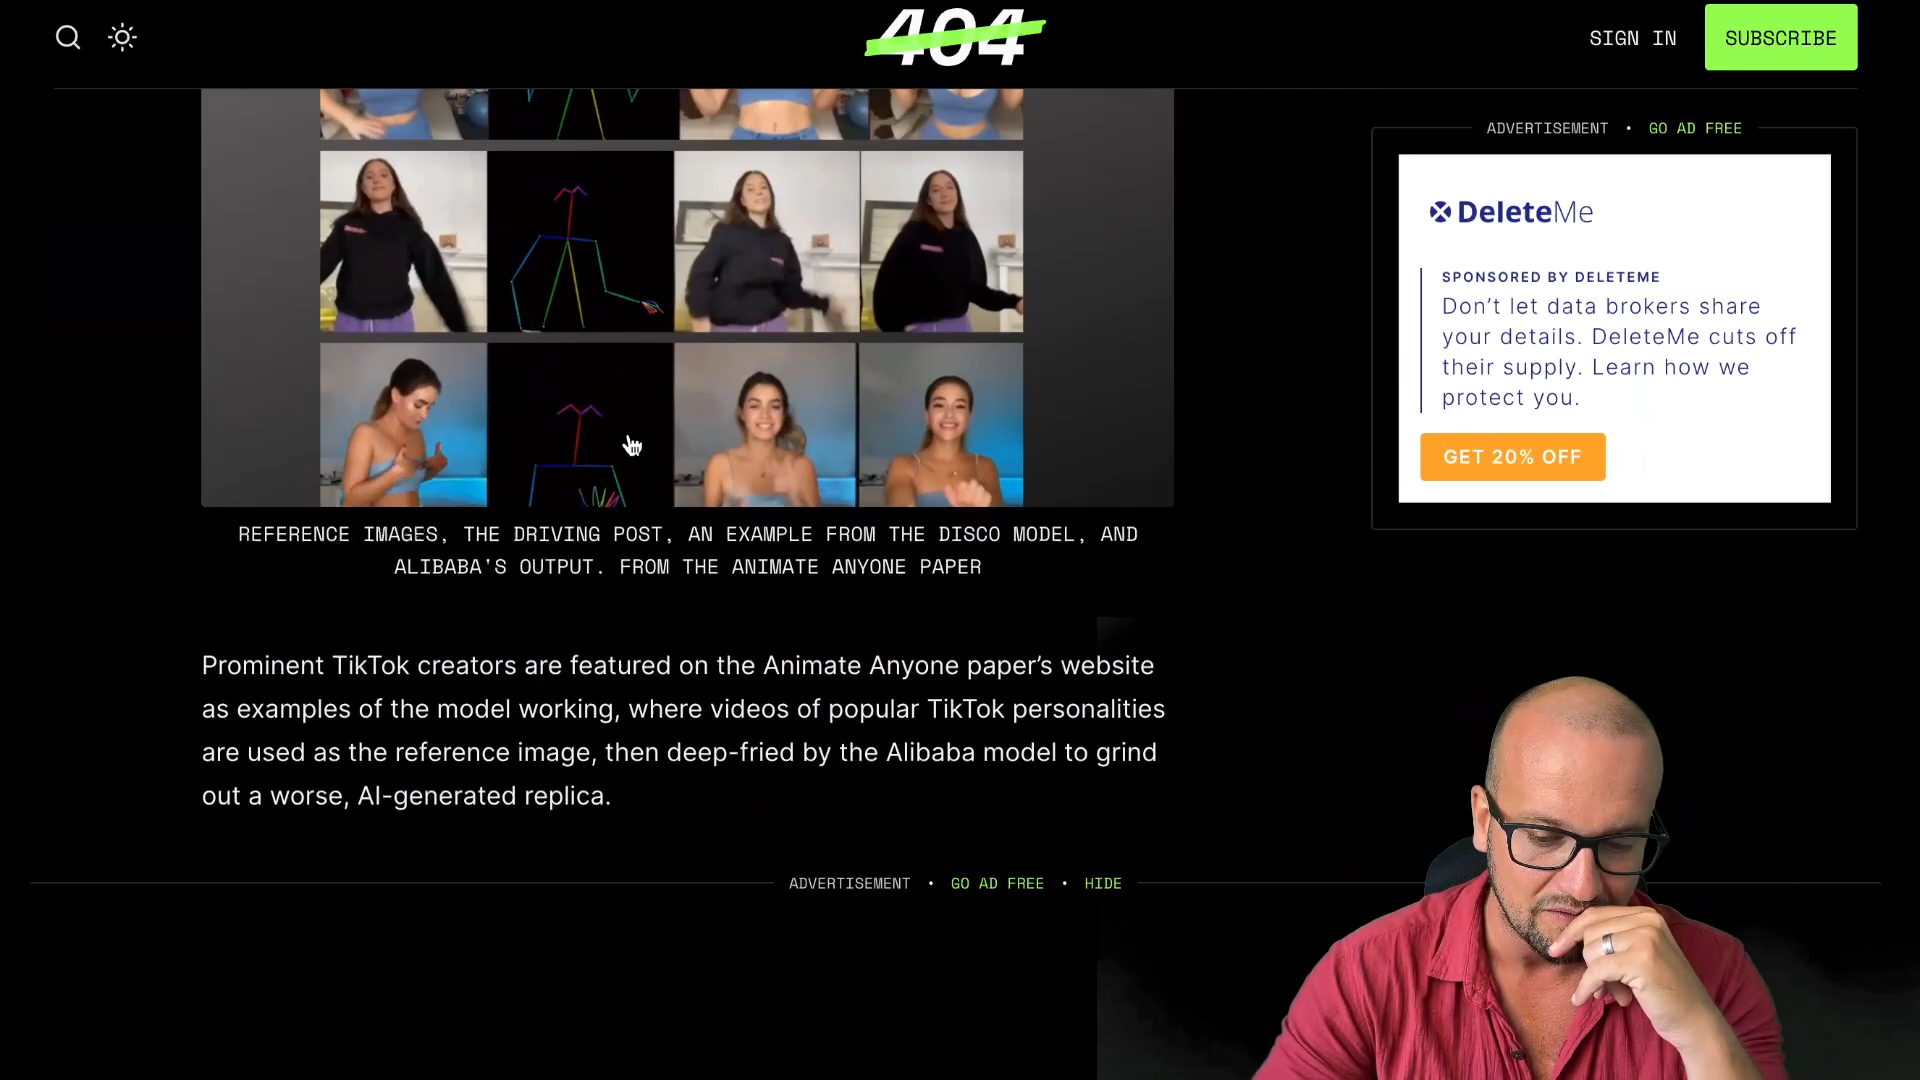 404
SIGN IN
SUBSCRIBE
ADVERTISEMENT • GO AD FREE
DeleteMe
SPONSORED BY DELETEME
Don’t let data brokers share
your details. DeleteMe cuts off
their supply. Learn how we
protect you.
GET 20% OFF
REFERENCE IMAGES, THE DRIVING POST, AN EXAMPLE FROM THE DISCO MODEL, AND
ALIBABA'S OUTPUT. FROM THE ANIMATE ANYONE PAPER
Prominent TikTok creators are featured on the Animate Anyone paper’s website
as examples of the model working, where videos of popular TikTok personalities
are used as the reference image, then deep-fried by the Alibaba model to grind
out a worse, AI-generated replica.
ADVERTISEMENT • GO AD FREE • HIDE